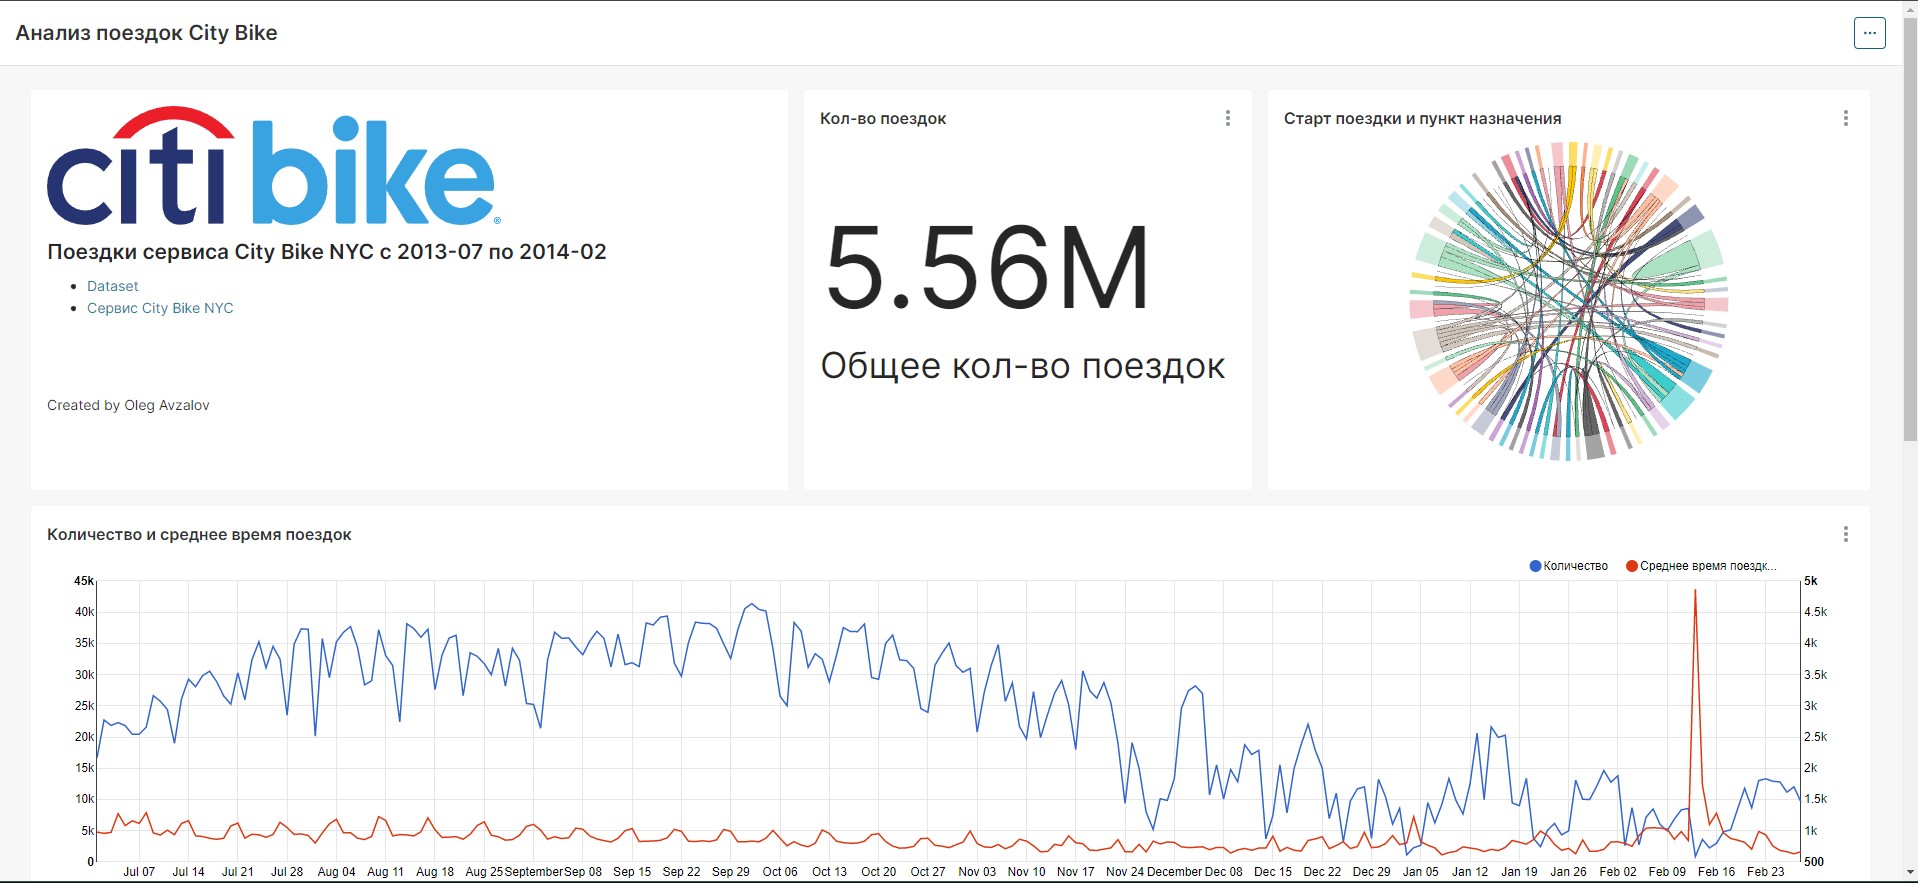 Анализ поездок City Bike
...
citi bike®
Поездки сервиса City Bike NYC с 2013-07 по 2014-02
Dataset
Сервис City Bike NYC
Created by Oleg Avzalov
Кол-во поездок
5.56M
Общее кол-во поездок
Старт поездки и пункт назначения
Количество и среднее время поездок
Количество Среднее время поездк...
45k 5k
40k 4.5k
35k 4k
30k 3.5k
25k 3k
20k 2.5k
15k 2k
10k 1.5k
5k 1k
0 500
Jul 07 Jul 14 Jul 21 Jul 28 Aug 04 Aug 11 Aug 18 Aug 25 September Sep 08 Sep 15 Sep 22 Sep 29 Oct 06 Oct 13 Oct 20 Oct 27 Nov 03 Nov 10 Nov 17 Nov 24 December Dec 08 Dec 15 Dec 22 Dec 29 Jan 05 Jan 12 Jan 19 Jan 26 Feb 02 Feb 09 Feb 16 Feb 23